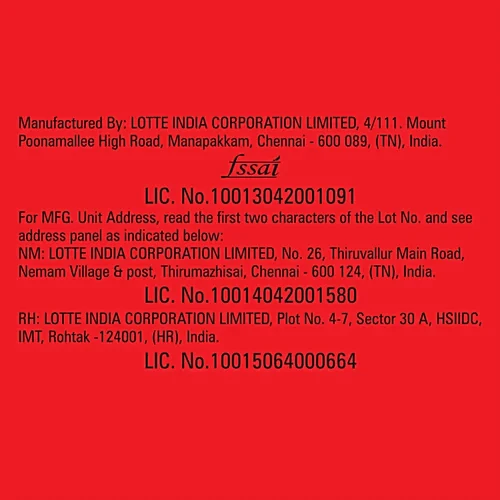 Manufactured By: LOTTE INDIA CORPORATION LIMITED, 4/111. Mount
Poonamallee High Road, Manapakkam, Chennai - 600 089, (TN), India.
fssai
LIC. No.10013042001091
For MFG. Unit Address, read the first two characters of the Lot No. and see
address panel as indicated below:
NM: LOTTE INDIA CORPORATION LIMITED, No. 26, Thiruvallur Main Road,
Nemam Village & post, Thirumazhisai, Chennai - 600 124, (TN), India.
LIC. No.10014042001580
RH: LOTTE INDIA CORPORATION LIMITED, Plot No. 4-7, Sector 30 A, HSIIDC,
IMT, Rohtak -124001, (HR), India.
LIC. No.10015064000664